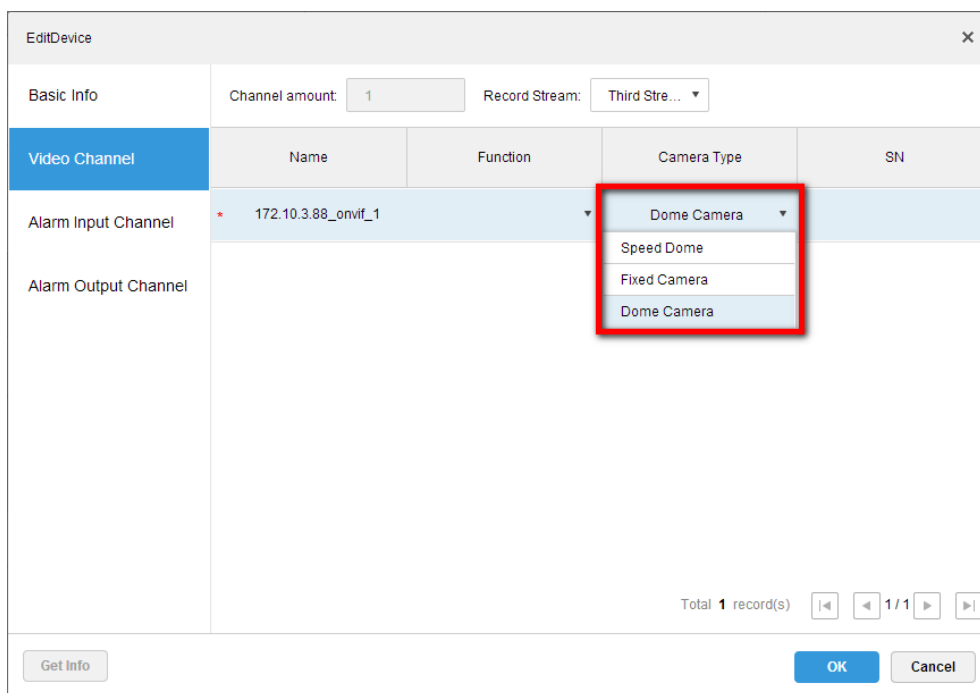 EditDevice
Basic Info
Channel amount: 1 Record Stream: Third Stre...
Video Channel
Name Function Camera Type SN
Alarm Input Channel
* 172.10.3.88_onvif_1 Dome Camera
Speed Dome
Fixed Camera
Alarm Output Channel
Dome Camera
Total 1 record(s) 1 / 1
Get Info OK Cancel